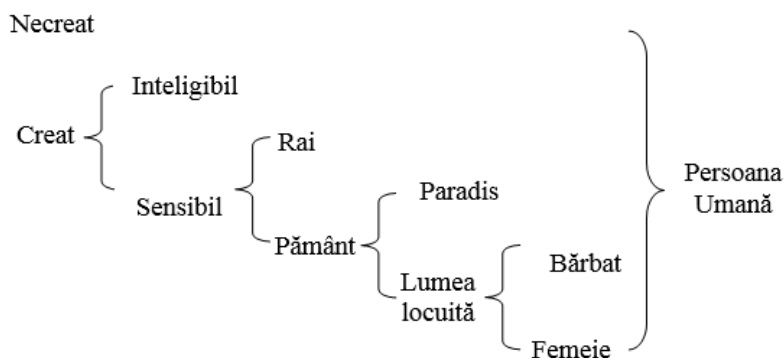 Necreat
Inteligibil
Creat
Rai
Sensibil
Paradis
Persoana
Umană
Pământ
Bărbat
Lumea
locuită
Femeie